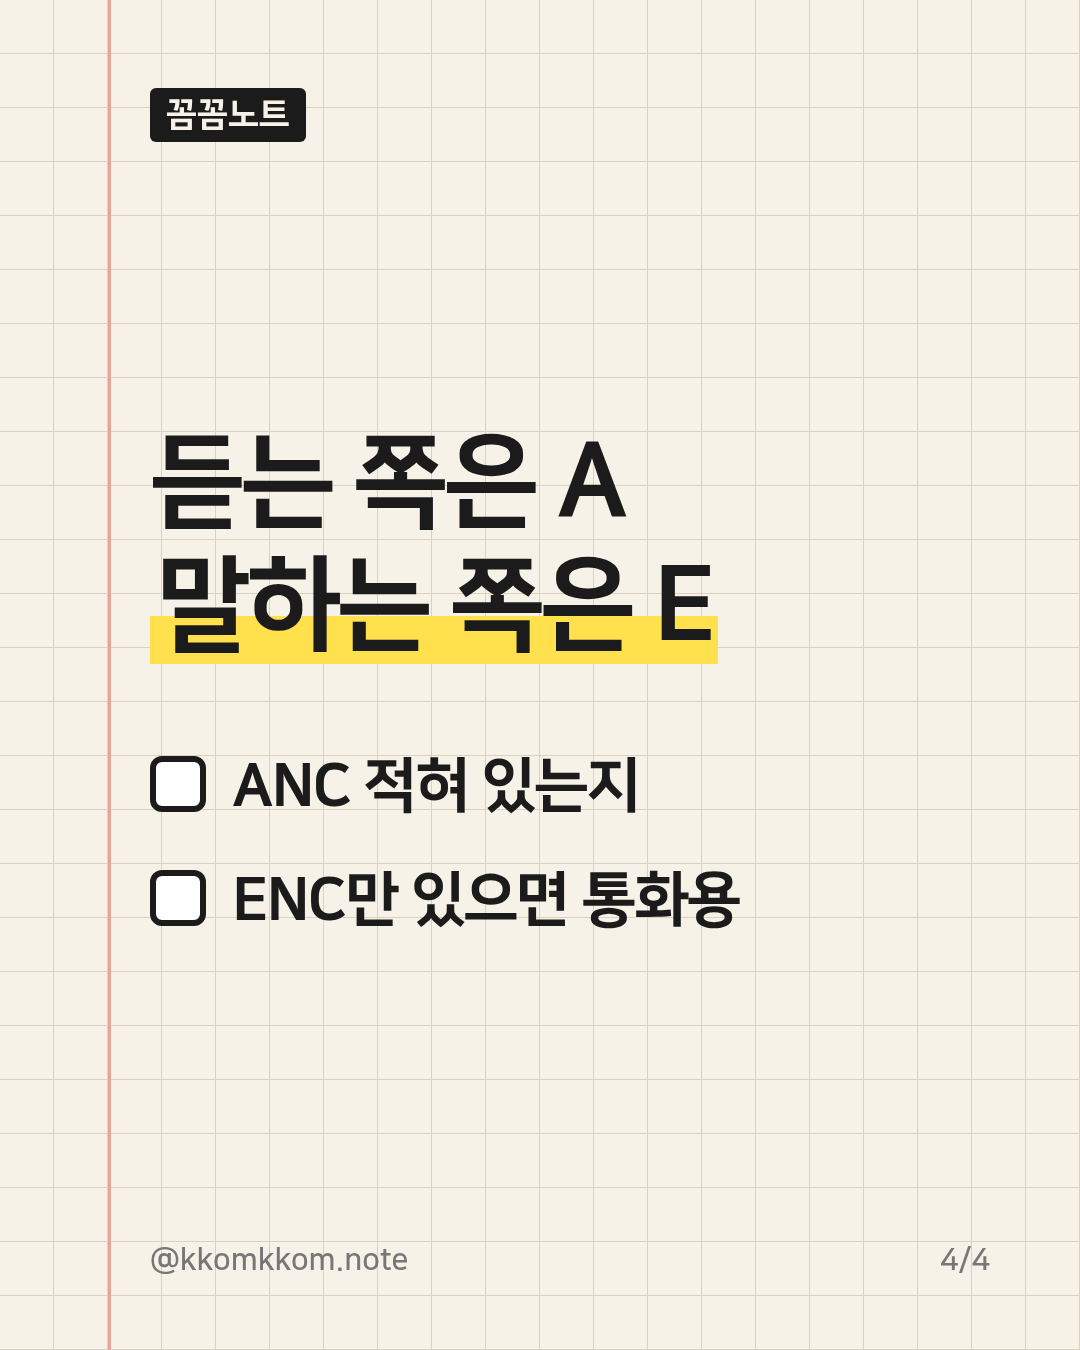 꼼꼼노트
듣는 쪽은 A
말하는 쪽은 E
ANC 적혀 있는지
ENC만 있으면 통화용
@kkomkkom.note
4/4